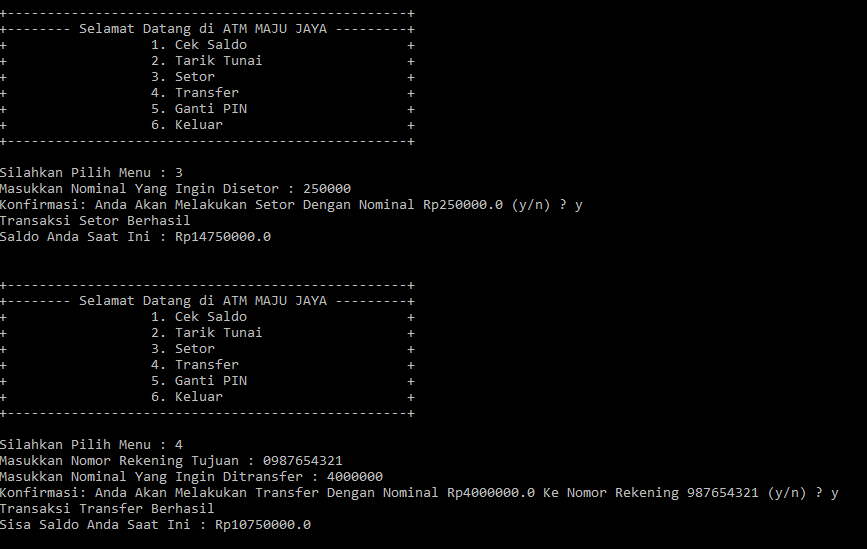 +--------------------------------------------------+
+-------- Selamat Datang di ATM MAJU JAYA ---------+
+                  1. Cek Saldo                    +
+                  2. Tarik Tunai                  +
+                  3. Setor                        +
+                  4. Transfer                     +
+                  5. Ganti PIN                    +
+                  6. Keluar                       +
+--------------------------------------------------+
Silahkan Pilih Menu : 3
Masukkan Nominal Yang Ingin Disetor : 250000
Konfirmasi: Anda Akan Melakukan Setor Dengan Nominal Rp250000.0 (y/n) ? y
Transaksi Setor Berhasil
Saldo Anda Saat Ini : Rp14750000.0
+--------------------------------------------------+
+-------- Selamat Datang di ATM MAJU JAYA ---------+
+                  1. Cek Saldo                    +
+                  2. Tarik Tunai                  +
+                  3. Setor                        +
+                  4. Transfer                     +
+                  5. Ganti PIN                    +
+                  6. Keluar                       +
+--------------------------------------------------+
Silahkan Pilih Menu : 4
Masukkan Nomor Rekening Tujuan : 0987654321
Masukkan Nominal Yang Ingin Ditransfer : 4000000
Konfirmasi: Anda Akan Melakukan Transfer Dengan Nominal Rp4000000.0 Ke Nomor Rekening 987654321 (y/n) ? y
Transaksi Transfer Berhasil
Sisa Saldo Anda Saat Ini : Rp10750000.0